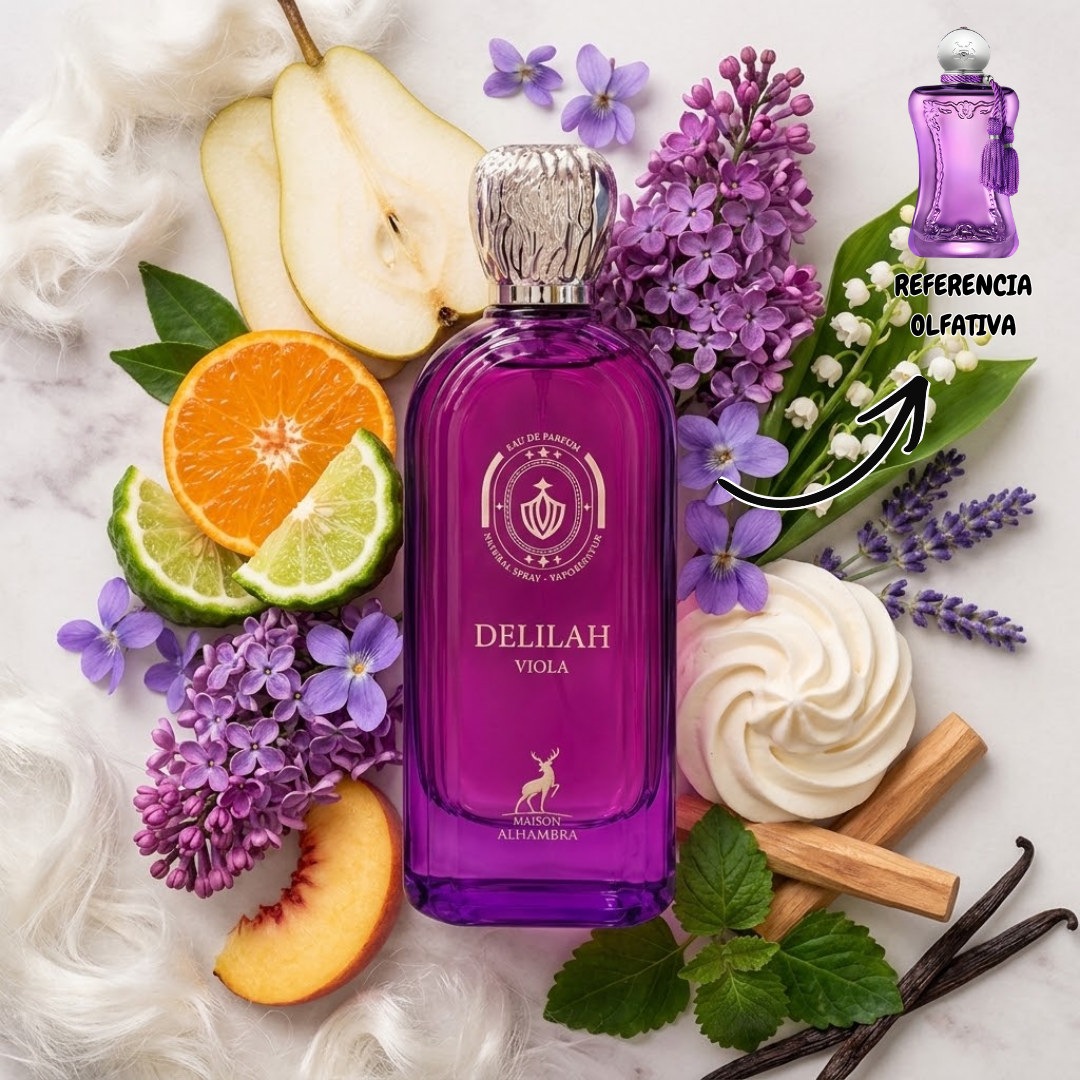 REFERENCIA
OLFATIVA
EAU DE PARFUM
NATURAL SPRAY - VAPORISATEUR
DELILAH
VIOLA
MAISON
ALHAMBRA